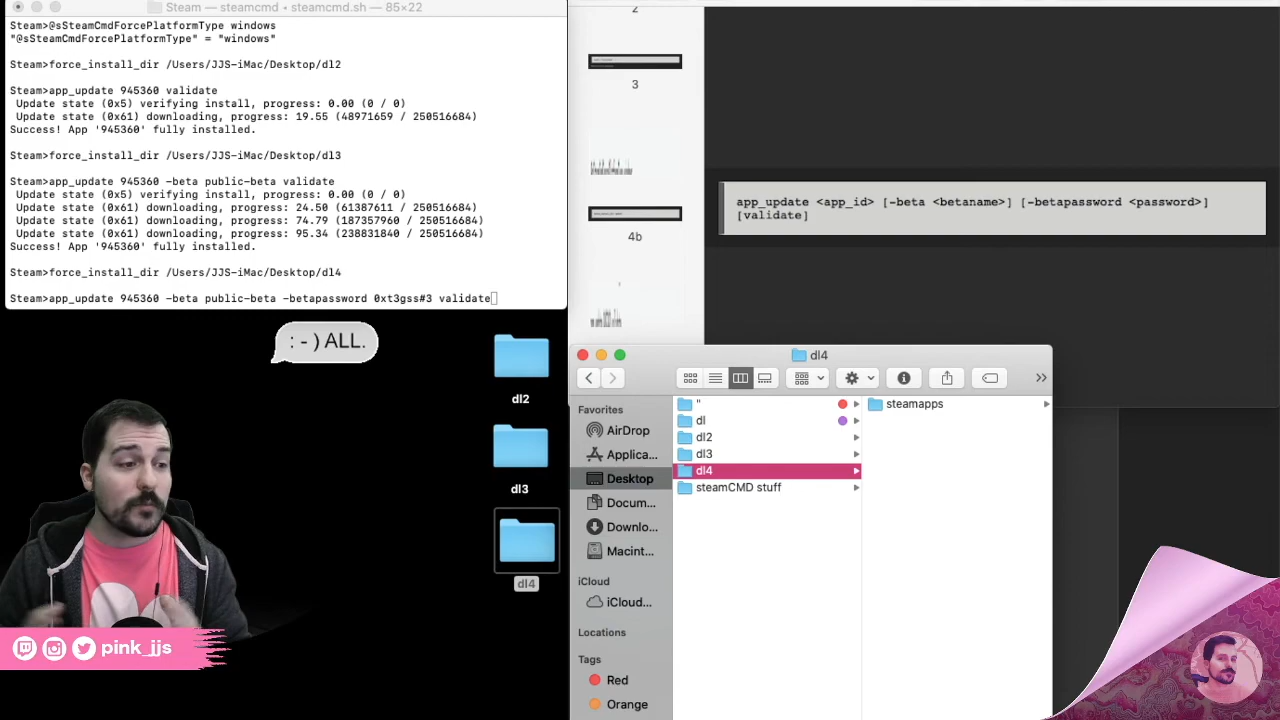 Steam — steamcmd ◂ steamcmd.sh — 85×22
Steam>@sSteamCmdForcePlatformType windows
"@sSteamCmdForcePlatformType" = "windows"
Steam>force_install_dir /Users/JJS-iMac/Desktop/dl2
Steam>app_update 945360 validate
Update state (0x5) verifying install, progress: 0.00 (0 / 0)
Update state (0x61) downloading, progress: 19.55 (48971659 / 250516684)
Success! App '945360' fully installed.
Steam>force_install_dir /Users/JJS-iMac/Desktop/dl3
Steam>app_update 945360 -beta public-beta validate
Update state (0x5) verifying install, progress: 0.00 (0 / 0)
Update state (0x61) downloading, progress: 24.50 (61387611 / 250516684)
Update state (0x61) downloading, progress: 74.79 (187357960 / 250516684)
Update state (0x61) downloading, progress: 95.34 (238831840 / 250516684)
Success! App '945360' fully installed.
Steam>force_install_dir /Users/JJS-iMac/Desktop/dl4
Steam>app_update 945360 -beta public-beta -betapassword 0xt3gss#3 validate
2
3
4b
app_update <app_id> [-beta <betaname>] [-betapassword <password>]
[validate]
: - ) ALL.
dl2
dl3
dl4
dl4
Favorites
AirDrop
Applica...
Desktop
Docum...
Downlo...
Macint...
iCloud
iCloud...
Locations
Tags
Red
Orange
"
dl
dl2
dl3
dl4
steamCMD stuff
steamapps
pink_jjs